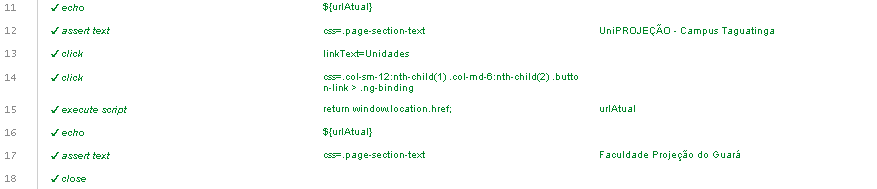 11 ✓ echo ${urlAtual}
12 ✓ assert text css=.page-section-text UniPROJEÇÃO - Campus Taguatinga
13 ✓ click linkText=Unidades
14 ✓ click css=.col-sm-12:nth-child(1) .col-md-6:nth-child(2) .butto
n-link > .ng-binding
15 ✓ execute script return window.location.href; urlAtual
16 ✓ echo ${urlAtual}
17 ✓ assert text css=.page-section-text Faculdade Projeção do Guará
18 ✓ close